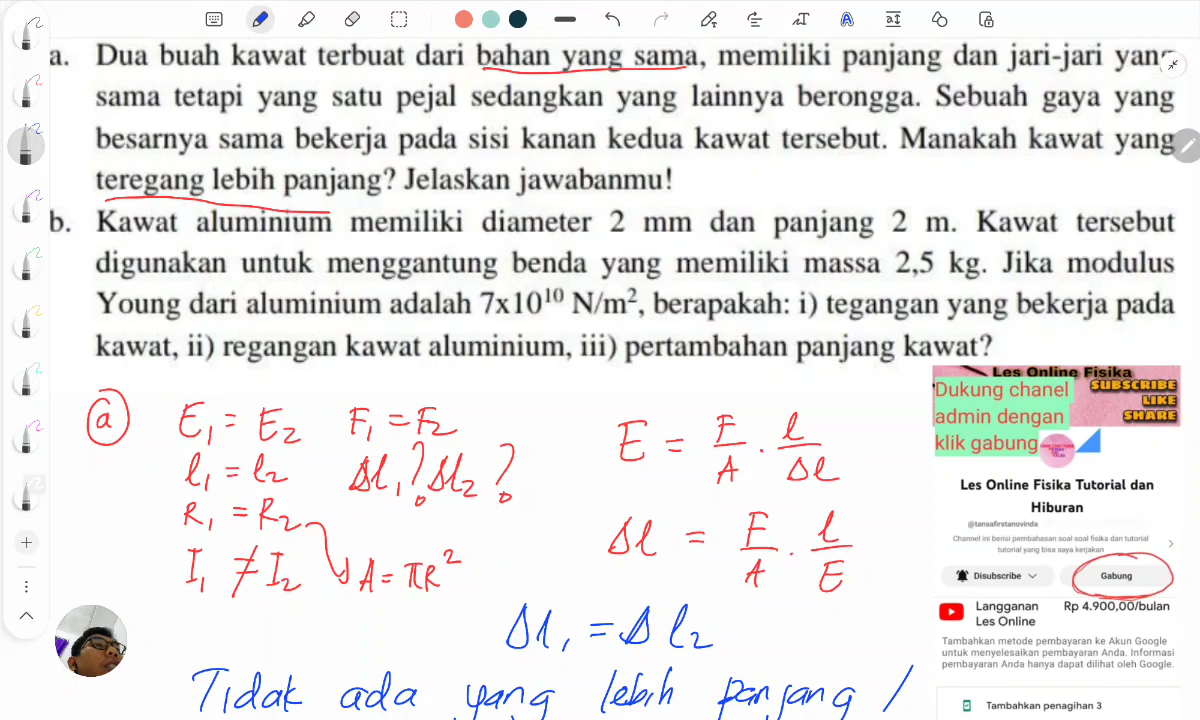 a. Dua buah kawat terbuat dari bahan yang sama, memiliki panjang dan jari-jari yang
sama tetapi yang satu pejal sedangkan yang lainnya berongga. Sebuah gaya yang
besarnya sama bekerja pada sisi kanan kedua kawat tersebut. Manakah kawat yang
teregang lebih panjang? Jelaskan jawabanmu!
b. Kawat aluminium memiliki diameter 2 mm dan panjang 2 m. Kawat tersebut
digunakan untuk menggantung benda yang memiliki massa 2,5 kg. Jika modulus
Young dari aluminium adalah 7x10¹⁰ N/m², berapakah: i) tegangan yang bekerja pada
kawat, ii) regangan kawat aluminium, iii) pertambahan panjang kawat?
ⓐ E₁ = E₂ F₁ = F₂
l₁ = l₂ Δl₁? Δl₂?
R₁ = R₂
I₁ ≠ I₂ A = πR²
E = F/A . l/Δl
Δl = F/A . l/E
Δl₁ = Δl₂
Tidak ada yang lebih panjang /
Les Online Fisika
Dukung chanel
admin dengan
klik gabung
SUBSCRIBE
LIKE
SHARE
Les Online Fisika Tutorial dan
Hiburan
@tansafirstanovinda
Channel ini berisi pembahasan soal soal fisika dan tutorial
tutorial yang bisa saya kerjakan
Disubscribe
Gabung
Langganan Rp 4.900,00/bulan
Les Online
Tambahkan metode pembayaran ke Akun Google
untuk menyelesaikan pembayaran Anda. Informasi
pembayaran Anda hanya dapat dilihat oleh Google.
Tambahkan penagihan 3